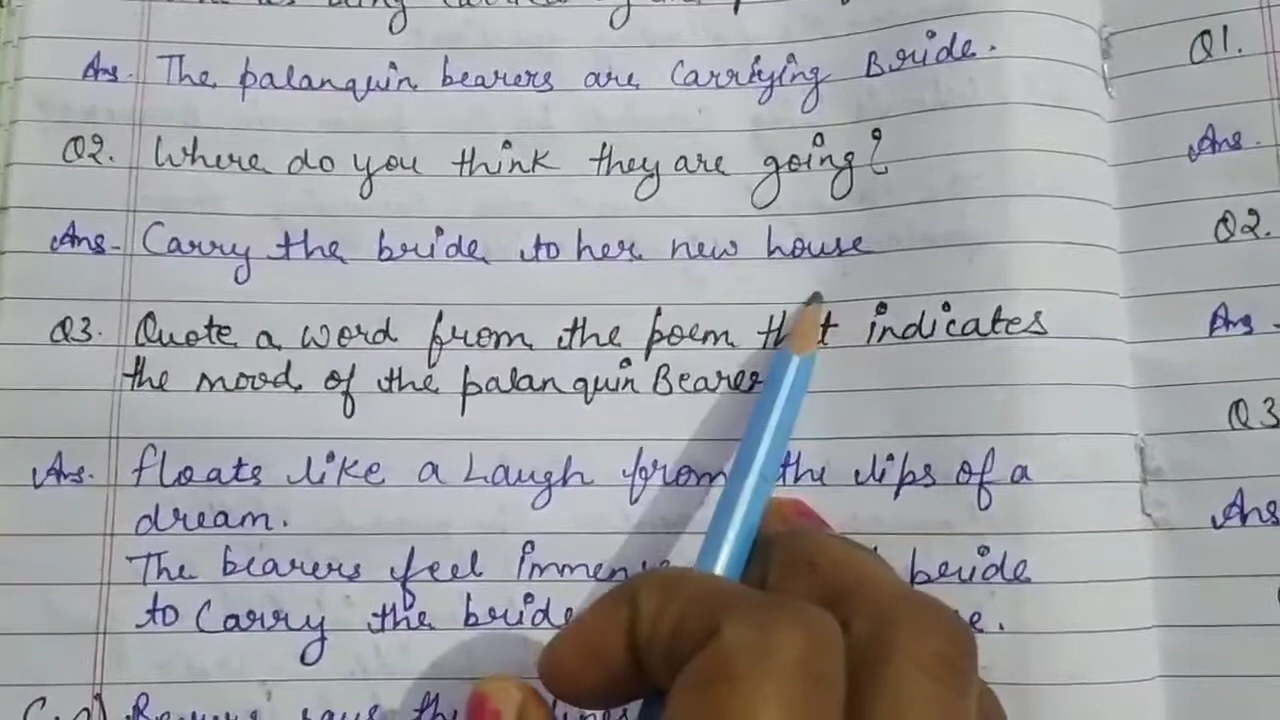 Ans. The palanquin bearers are Carrying Bride.
Q2. Where do you think they are going?
Ans- Carry the bride to her new house
Q3. Quote a word from the poem that indicates
the mood of the palanquin Bearer
Ans. floats like a Laugh from the lips of a
dream.
The bearers feel bride
to Carry the bride
Q1.
Ans.
Q2.
Ans.
Q3
Ans